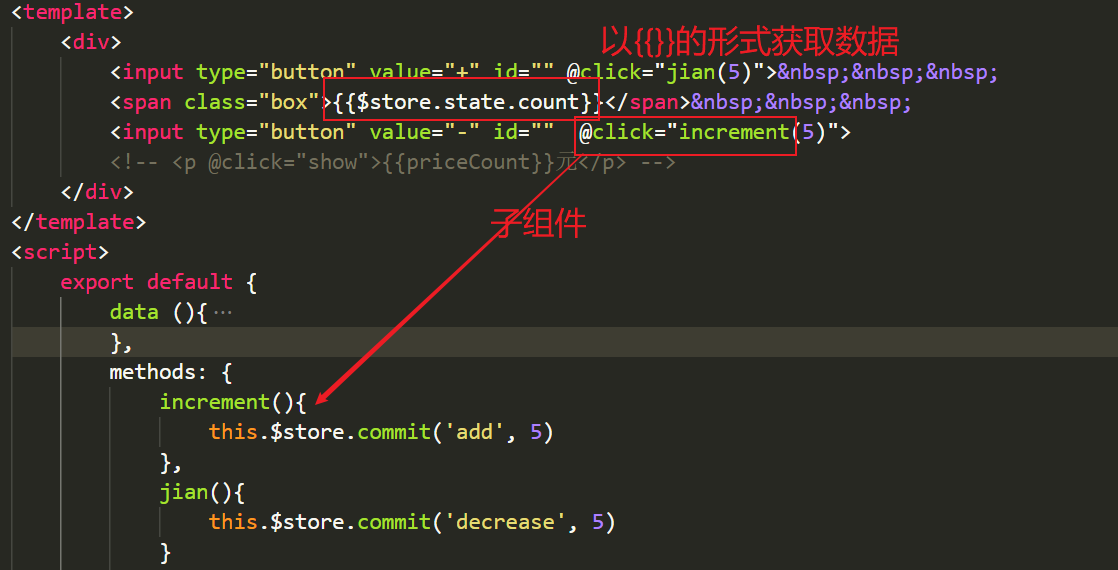 <template>
<div>
以{{}}的形式获取数据
<input type="button" value="+" id="" @click="jian(5)">&nbsp;&nbsp;&nbsp;
<span class="box">{{$store.state.count}}</span>&nbsp;&nbsp;&nbsp;
<input type="button" value="-" id="" @click="increment(5)">
<!-- <p @click="show">{{priceCount}}元</p> -->
</div>
子组件
</template>
<script>
export default {
data (){···
},
methods: {
increment(){
this.$store.commit('add', 5)
},
jian(){
this.$store.commit('decrease', 5)
}